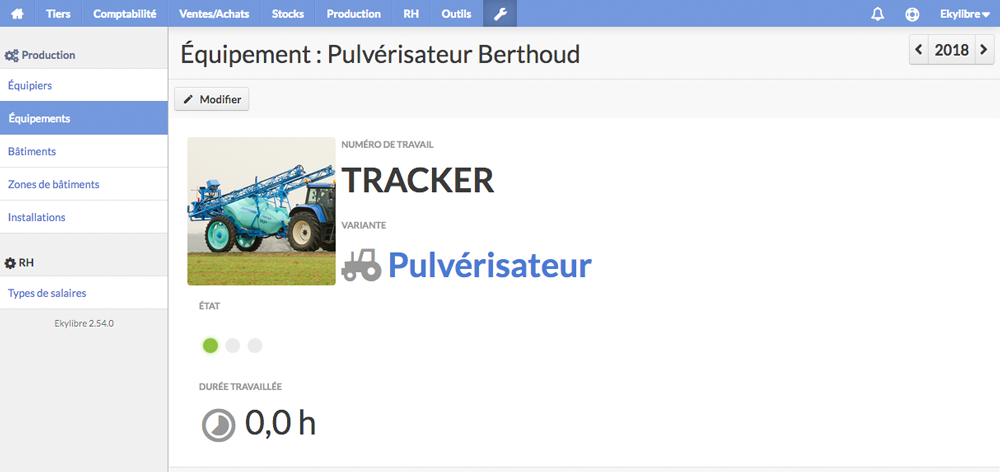 Tiers Comptabilité Ventes/Achats Stocks Production RH Outils Ekylibre
Production
Équipiers
Équipements
Bâtiments
Zones de bâtiments
Installations
RH
Types de salaires
Ekylibre 2.54.0
Équipement : Pulvérisateur Berthoud
2018
Modifier
NUMÉRO DE TRAVAIL
TRACKER
VARIANTE
Pulvérisateur
ÉTAT
DURÉE TRAVAILLÉE
0,0 h